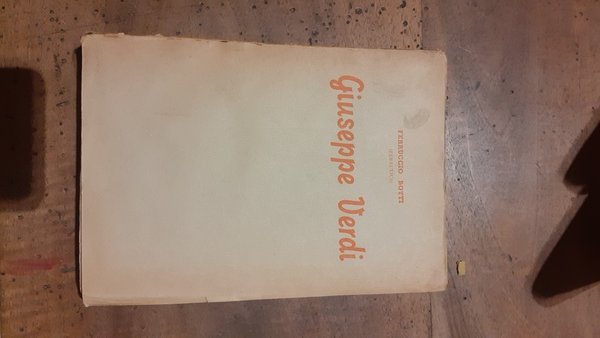 FERRUCCIO BOTTI
Giuseppe Verdi